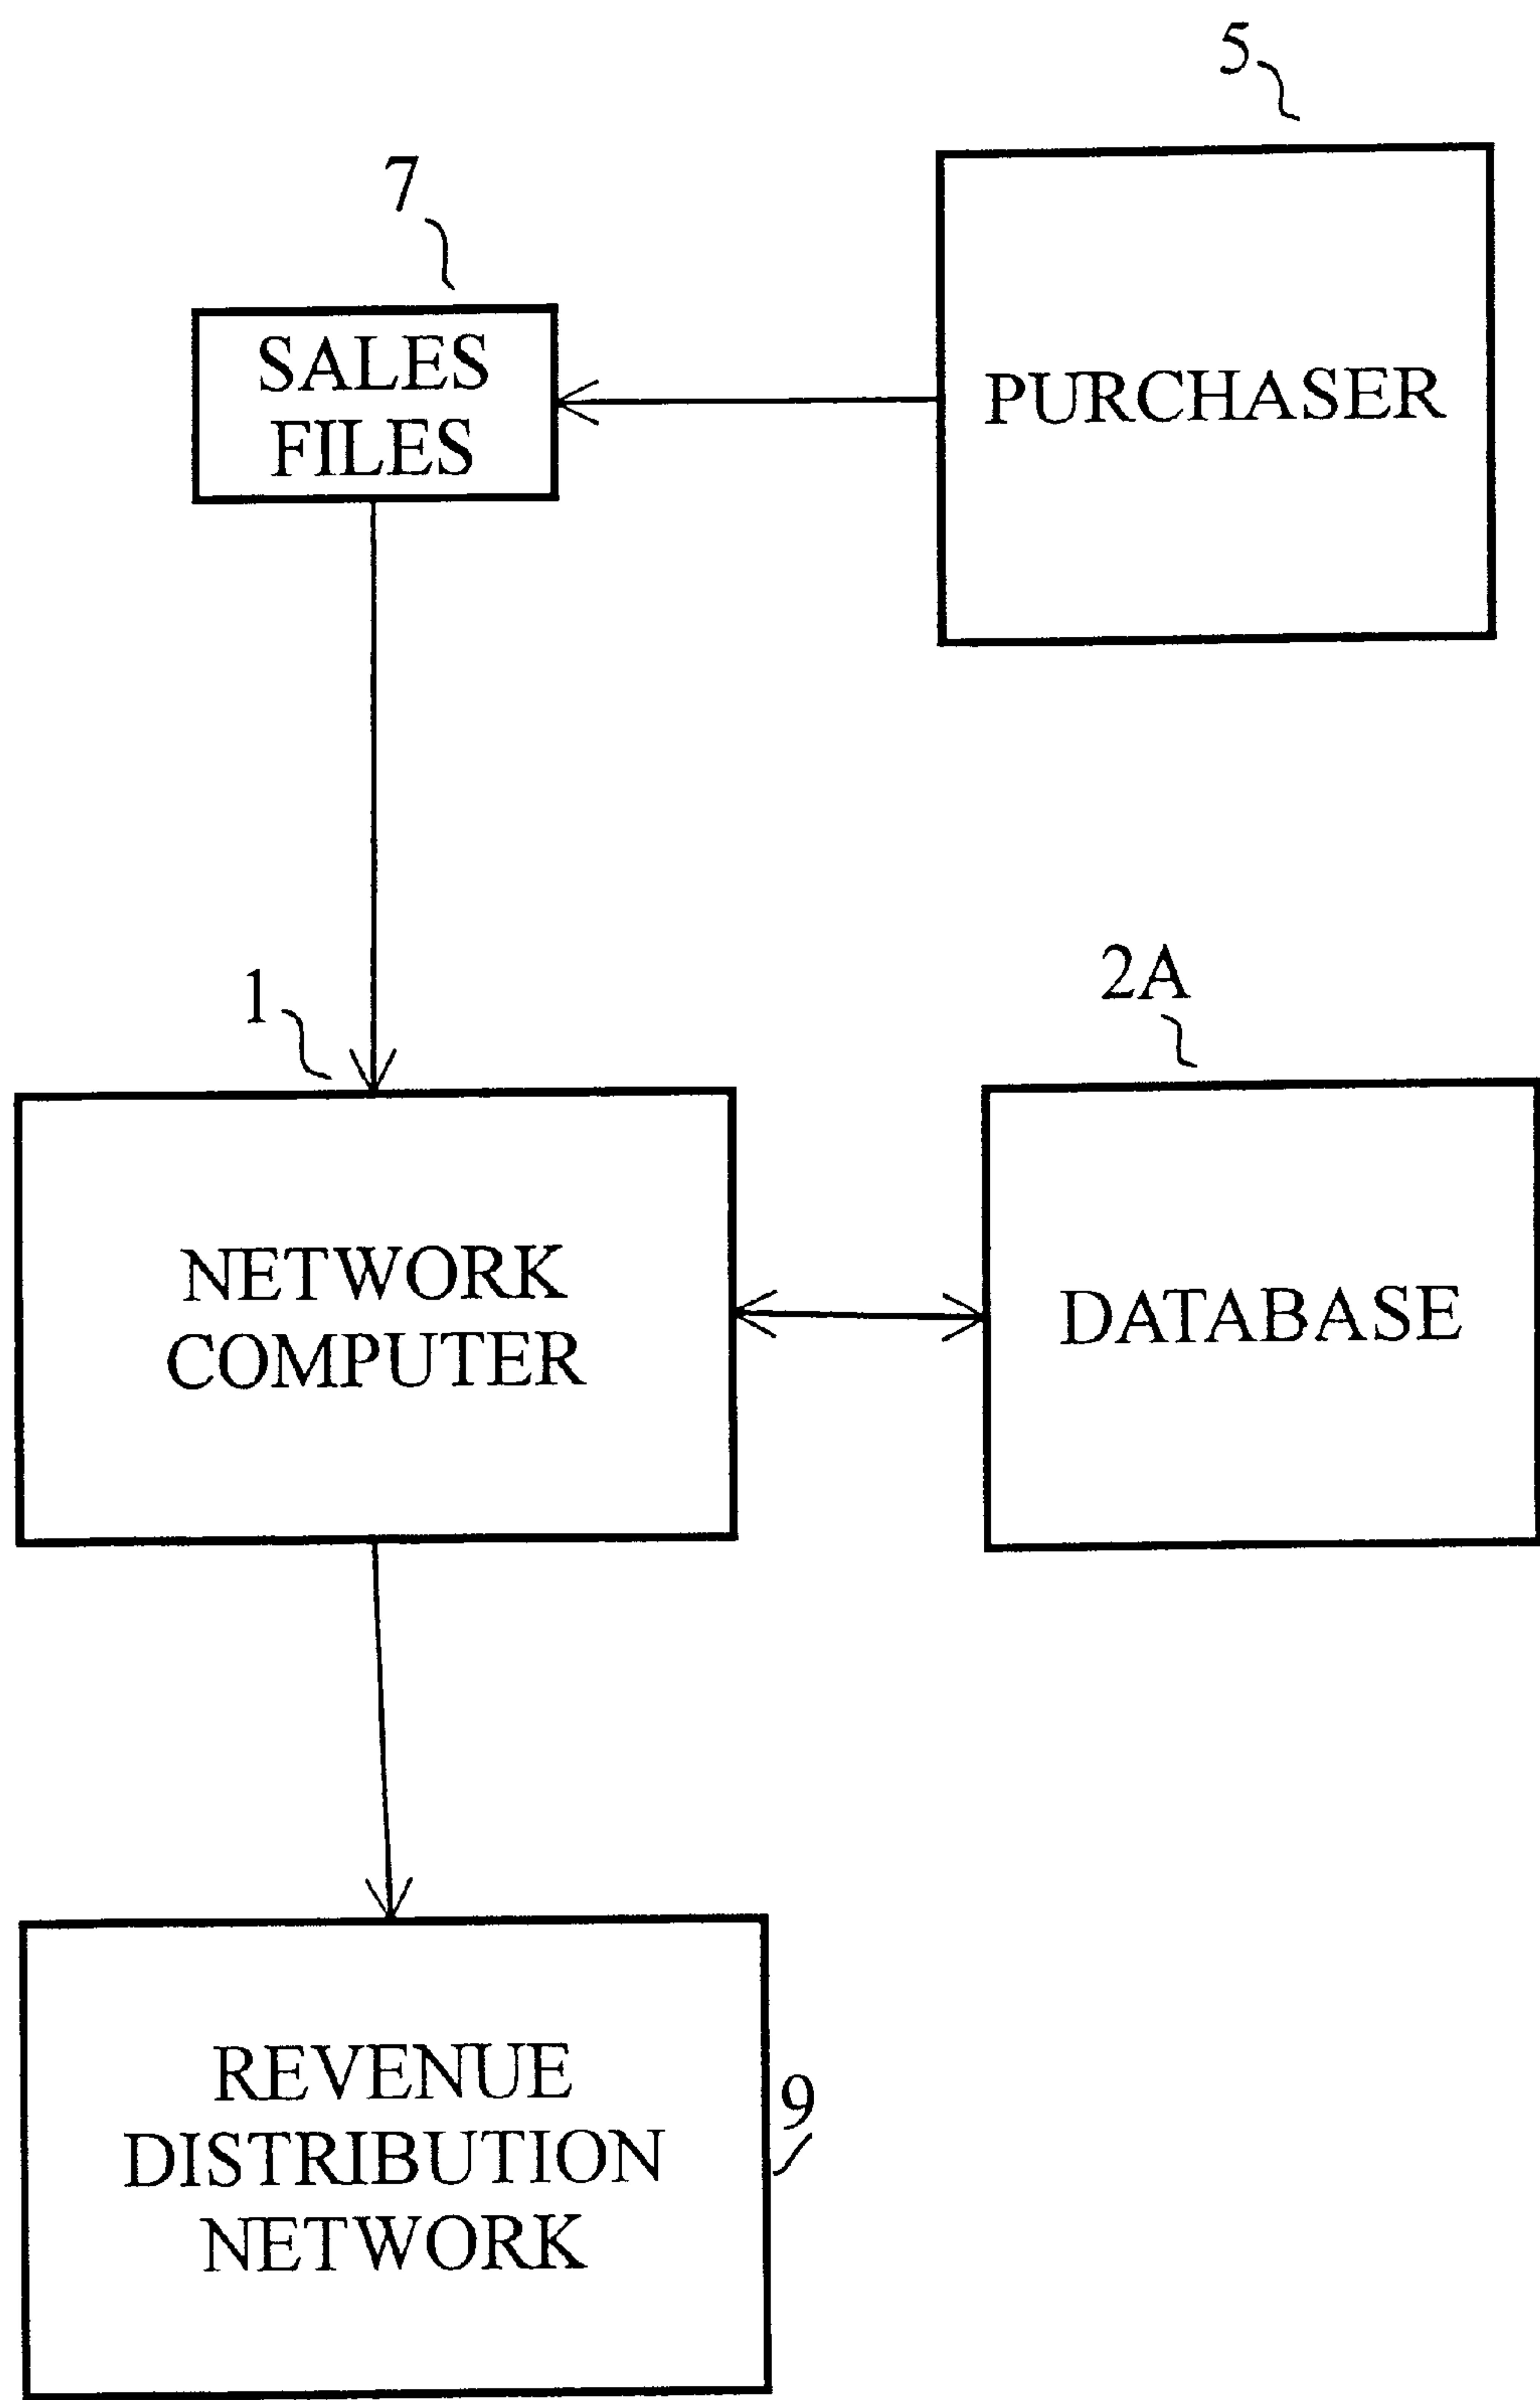 5
7
SALES
FILES
PURCHASER
1
2A
NETWORK
COMPUTER
DATABASE
REVENUE
DISTRIBUTION
NETWORK
9